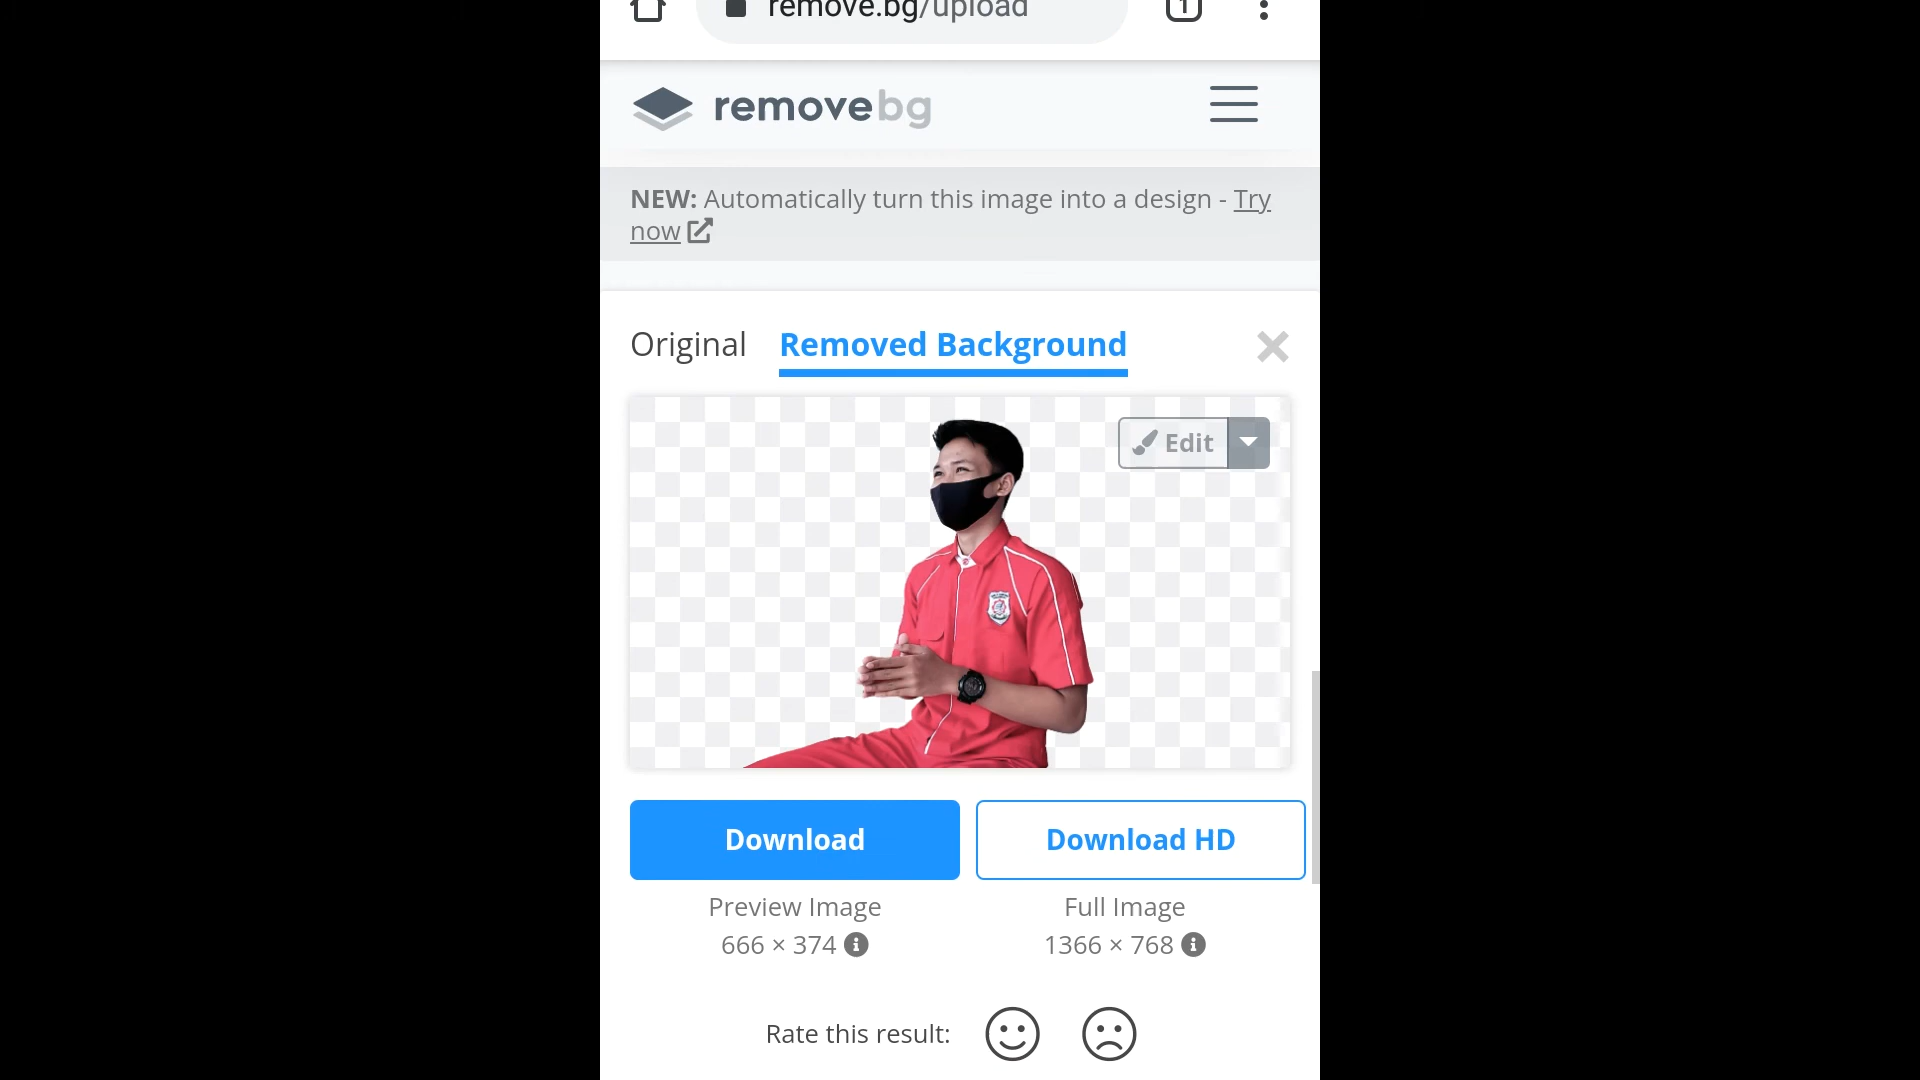 remove.bg/upload
1
removebg
NEW: Automatically turn this image into a design - Try
now
Original
Removed Background
Edit
Download
Download HD
Preview Image
Full Image
666 × 374
1366 × 768
Rate this result: